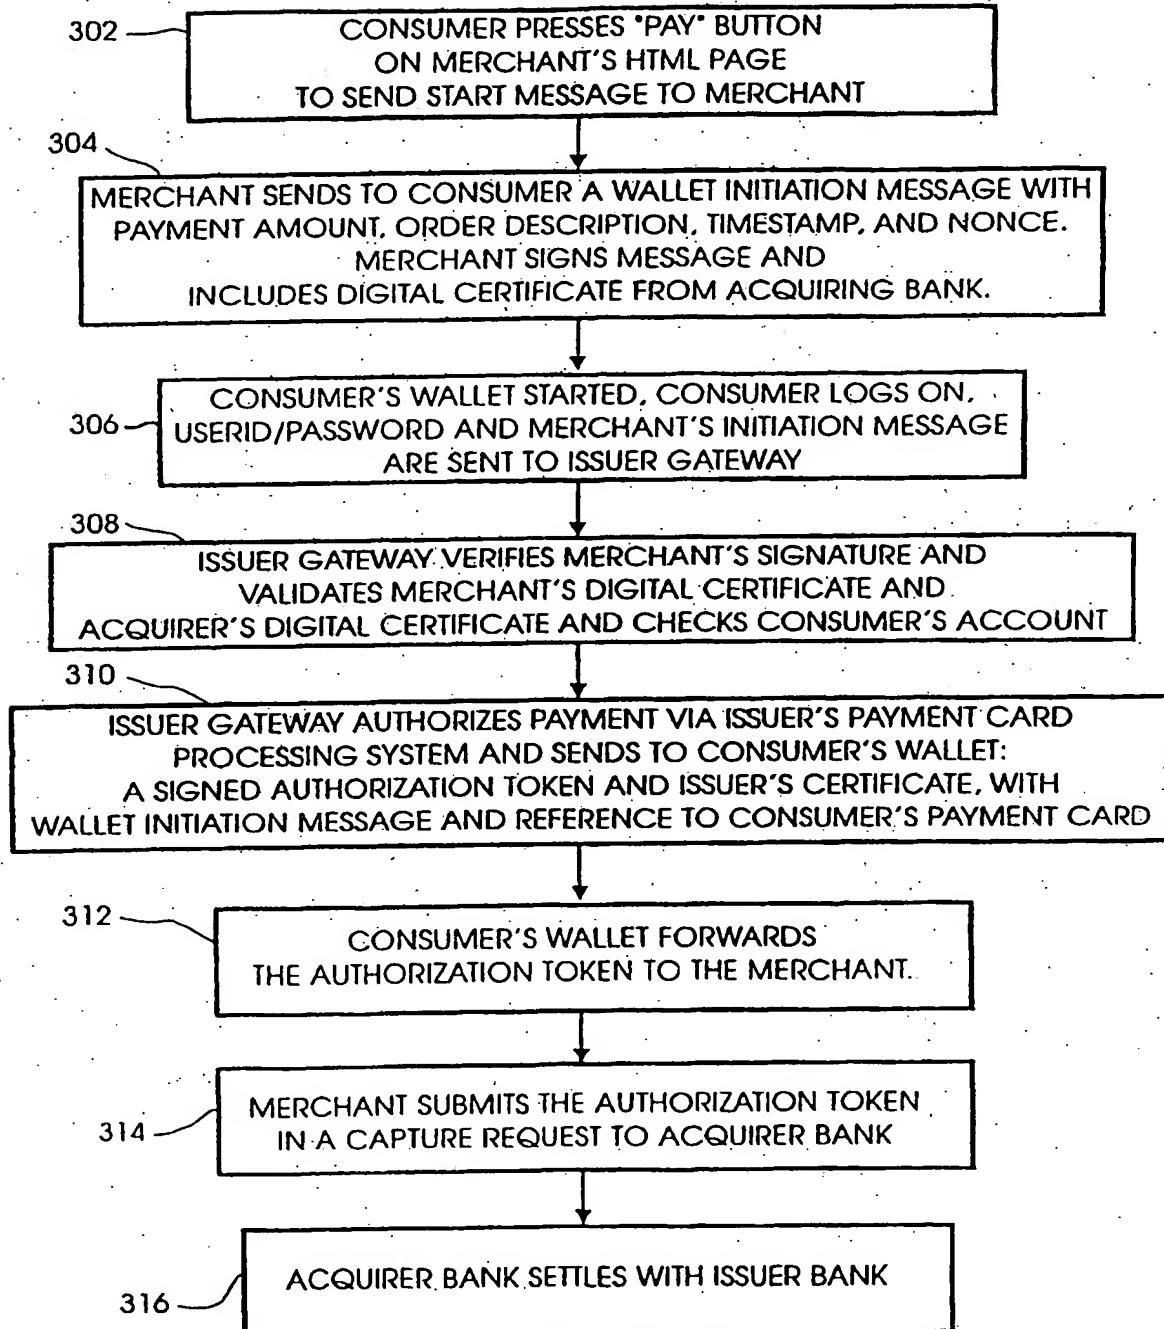 302
CONSUMER PRESSES "PAY" BUTTON
ON MERCHANT'S HTML PAGE
TO SEND START MESSAGE TO MERCHANT
304
MERCHANT SENDS TO CONSUMER A WALLET INITIATION MESSAGE WITH
PAYMENT AMOUNT, ORDER DESCRIPTION, TIMESTAMP, AND NONCE.
MERCHANT SIGNS MESSAGE AND
INCLUDES DIGITAL CERTIFICATE FROM ACQUIRING BANK.
306
CONSUMER'S WALLET STARTED, CONSUMER LOGS ON,
USERID/PASSWORD AND MERCHANT'S INITIATION MESSAGE
ARE SENT TO ISSUER GATEWAY
308
ISSUER GATEWAY VERIFIES MERCHANT'S SIGNATURE AND
VALIDATES MERCHANT'S DIGITAL CERTIFICATE AND
ACQUIRER'S DIGITAL CERTIFICATE AND CHECKS CONSUMER'S ACCOUNT
310
ISSUER GATEWAY AUTHORIZES PAYMENT VIA ISSUER'S PAYMENT CARD
PROCESSING SYSTEM AND SENDS TO CONSUMER'S WALLET:
A SIGNED AUTHORIZATION TOKEN AND ISSUER'S CERTIFICATE, WITH
WALLET INITIATION MESSAGE AND REFERENCE TO CONSUMER'S PAYMENT CARD
312
CONSUMER'S WALLET FORWARDS
THE AUTHORIZATION TOKEN TO THE MERCHANT.
314
MERCHANT SUBMITS THE AUTHORIZATION TOKEN
IN A CAPTURE REQUEST TO ACQUIRER BANK
316
ACQUIRER BANK SETTLES WITH ISSUER BANK